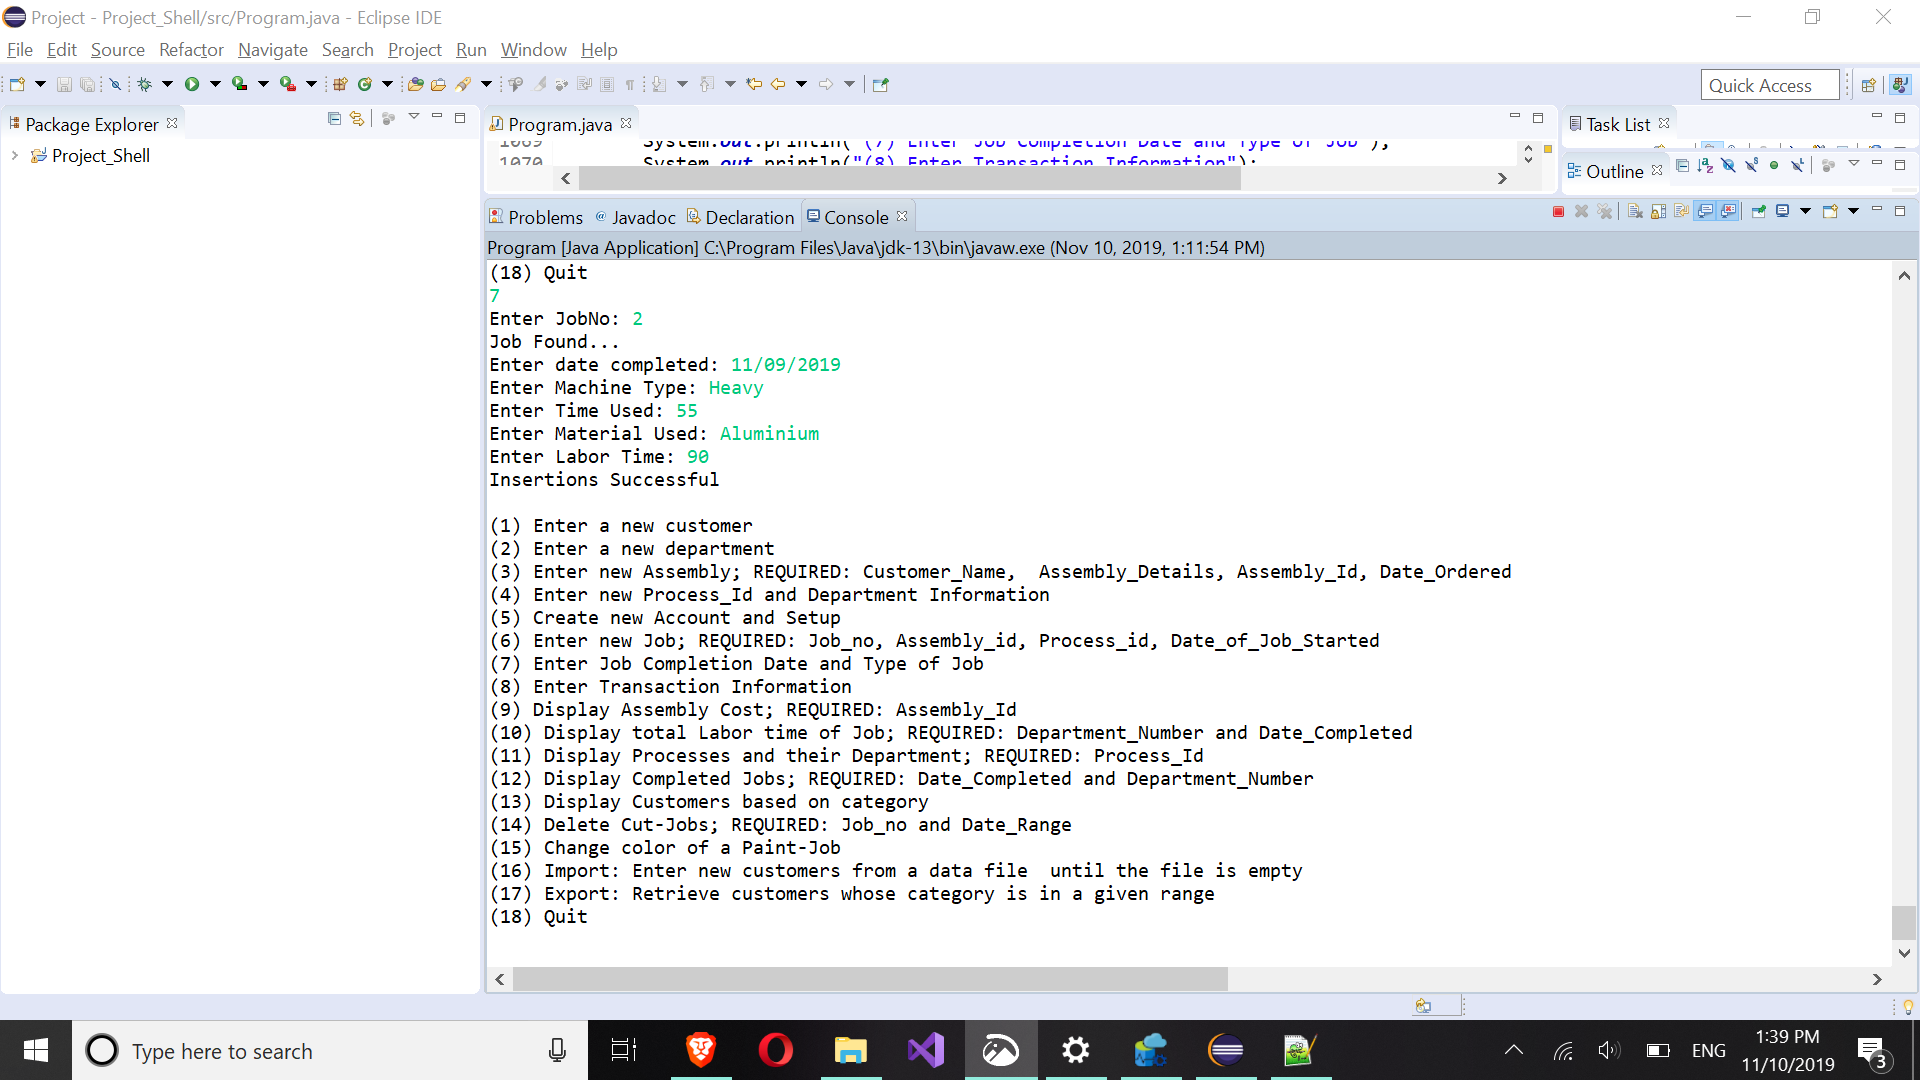 Project - Project_Shell/src/Program.java - Eclipse IDE
File Edit Source Refactor Navigate Search Project Run Window Help
Quick Access
Package Explorer
Project_Shell
Program.java
1069 System.out.println("(7) Enter Job Completion Date and Type of Job");
1070 System.out.println("(8) Enter Transaction Information");
Task List
Outline
Problems Javadoc Declaration Console
Program [Java Application] C:\Program Files\Java\jdk-13\bin\javaw.exe (Nov 10, 2019, 1:11:54 PM)
(18) Quit
7
Enter JobNo: 2
Job Found...
Enter date completed: 11/09/2019
Enter Machine Type: Heavy
Enter Time Used: 55
Enter Material Used: Aluminium
Enter Labor Time: 90
Insertions Successful
(1) Enter a new customer
(2) Enter a new department
(3) Enter new Assembly; REQUIRED: Customer_Name,  Assembly_Details, Assembly_Id, Date_Ordered
(4) Enter new Process_Id and Department Information
(5) Create new Account and Setup
(6) Enter new Job; REQUIRED: Job_no, Assembly_id, Process_id, Date_of_Job_Started
(7) Enter Job Completion Date and Type of Job
(8) Enter Transaction Information
(9) Display Assembly Cost; REQUIRED: Assembly_Id
(10) Display total Labor time of Job; REQUIRED: Department_Number and Date_Completed
(11) Display Processes and their Department; REQUIRED: Process_Id
(12) Display Completed Jobs; REQUIRED: Date_Completed and Department_Number
(13) Display Customers based on category
(14) Delete Cut-Jobs; REQUIRED: Job_no and Date_Range
(15) Change color of a Paint-Job
(16) Import: Enter new customers from a data file  until the file is empty
(17) Export: Retrieve customers whose category is in a given range
(18) Quit
Type here to search
ENG
1:39 PM
11/10/2019
3